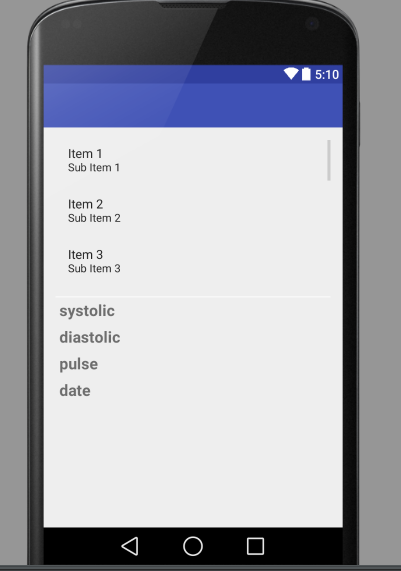 5:10
Item 1
Sub Item 1
Item 2
Sub Item 2
Item 3
Sub Item 3
systolic
diastolic
pulse
date